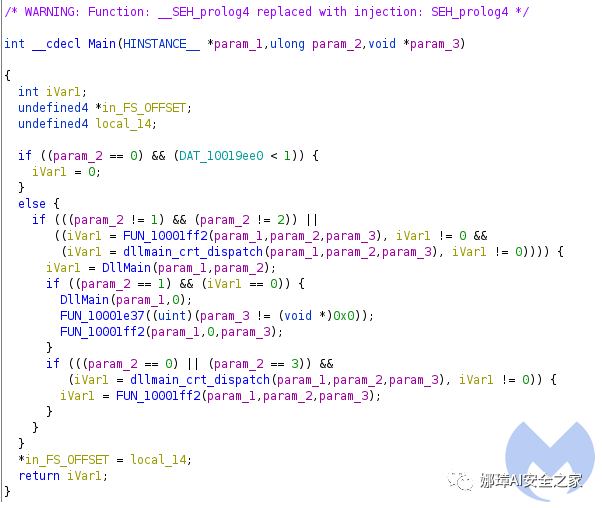 /* WARNING: Function: __SEH_prolog4 replaced with injection: SEH_prolog4 */
int __cdecl Main(HINSTANCE__ *param_1,ulong param_2,void *param_3)
{
  int iVar1;
  undefined4 *in_FS_OFFSET;
  undefined4 local_14;
  if ((param_2 == 0) && (DAT_10019ee0 < 1)) {
    iVar1 = 0;
  }
  else {
    if (((param_2 != 1) && (param_2 != 2)) ||
       ((iVar1 = FUN_10001ff2(param_1,param_2,param_3), iVar1 != 0 &&
        (iVar1 = dllmain_crt_dispatch(param_1,param_2,param_3), iVar1 != 0)))) {
      iVar1 = DllMain(param_1,param_2);
      if ((param_2 == 1) && (iVar1 == 0)) {
        DllMain(param_1,0);
        FUN_10001e37((uint)(param_3 != (void *)0x0));
        FUN_10001ff2(param_1,0,param_3);
      }
      if (((param_2 == 0) || (param_2 == 3)) &&
         (iVar1 = dllmain_crt_dispatch(param_1,param_2,param_3), iVar1 != 0)) {
        iVar1 = FUN_10001ff2(param_1,param_2,param_3);
      }
    }
  }
  *in_FS_OFFSET = local_14;
  return iVar1;
}
娜璋AI安全之家